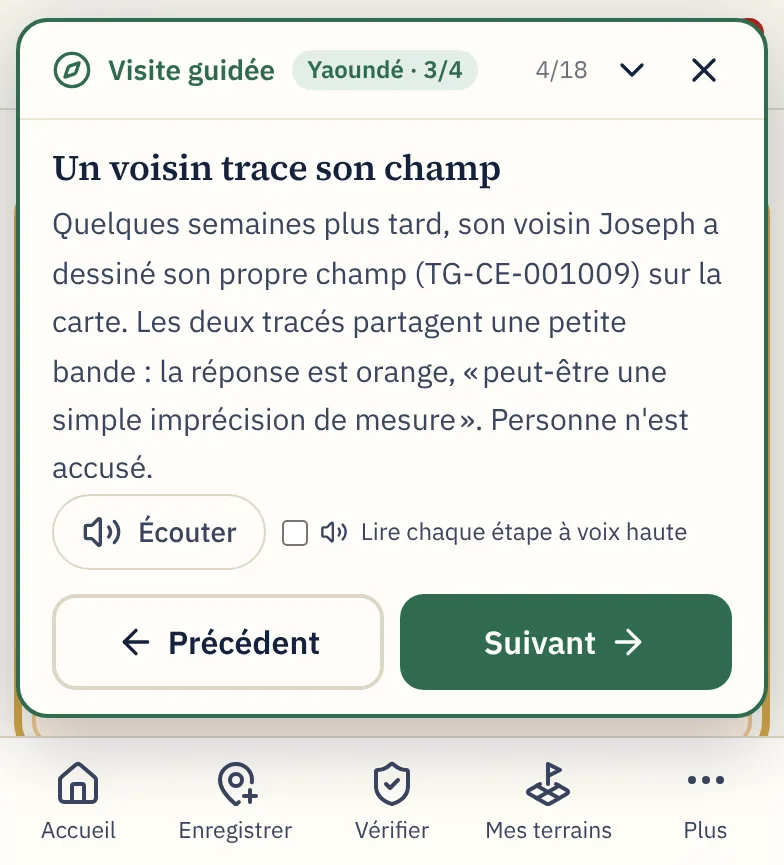 Visite guidée
Yaoundé · 3/4
4/18
Un voisin trace son champ
Quelques semaines plus tard, son voisin Joseph a
dessiné son propre champ (TG-CE-001009) sur la
carte. Les deux tracés partagent une petite
bande : la réponse est orange, « peut-être une
simple imprécision de mesure ». Personne n'est
accusé.
Écouter
Lire chaque étape à voix haute
Précédent
Suivant
Accueil
Enregistrer
Vérifier
Mes terrains
Plus